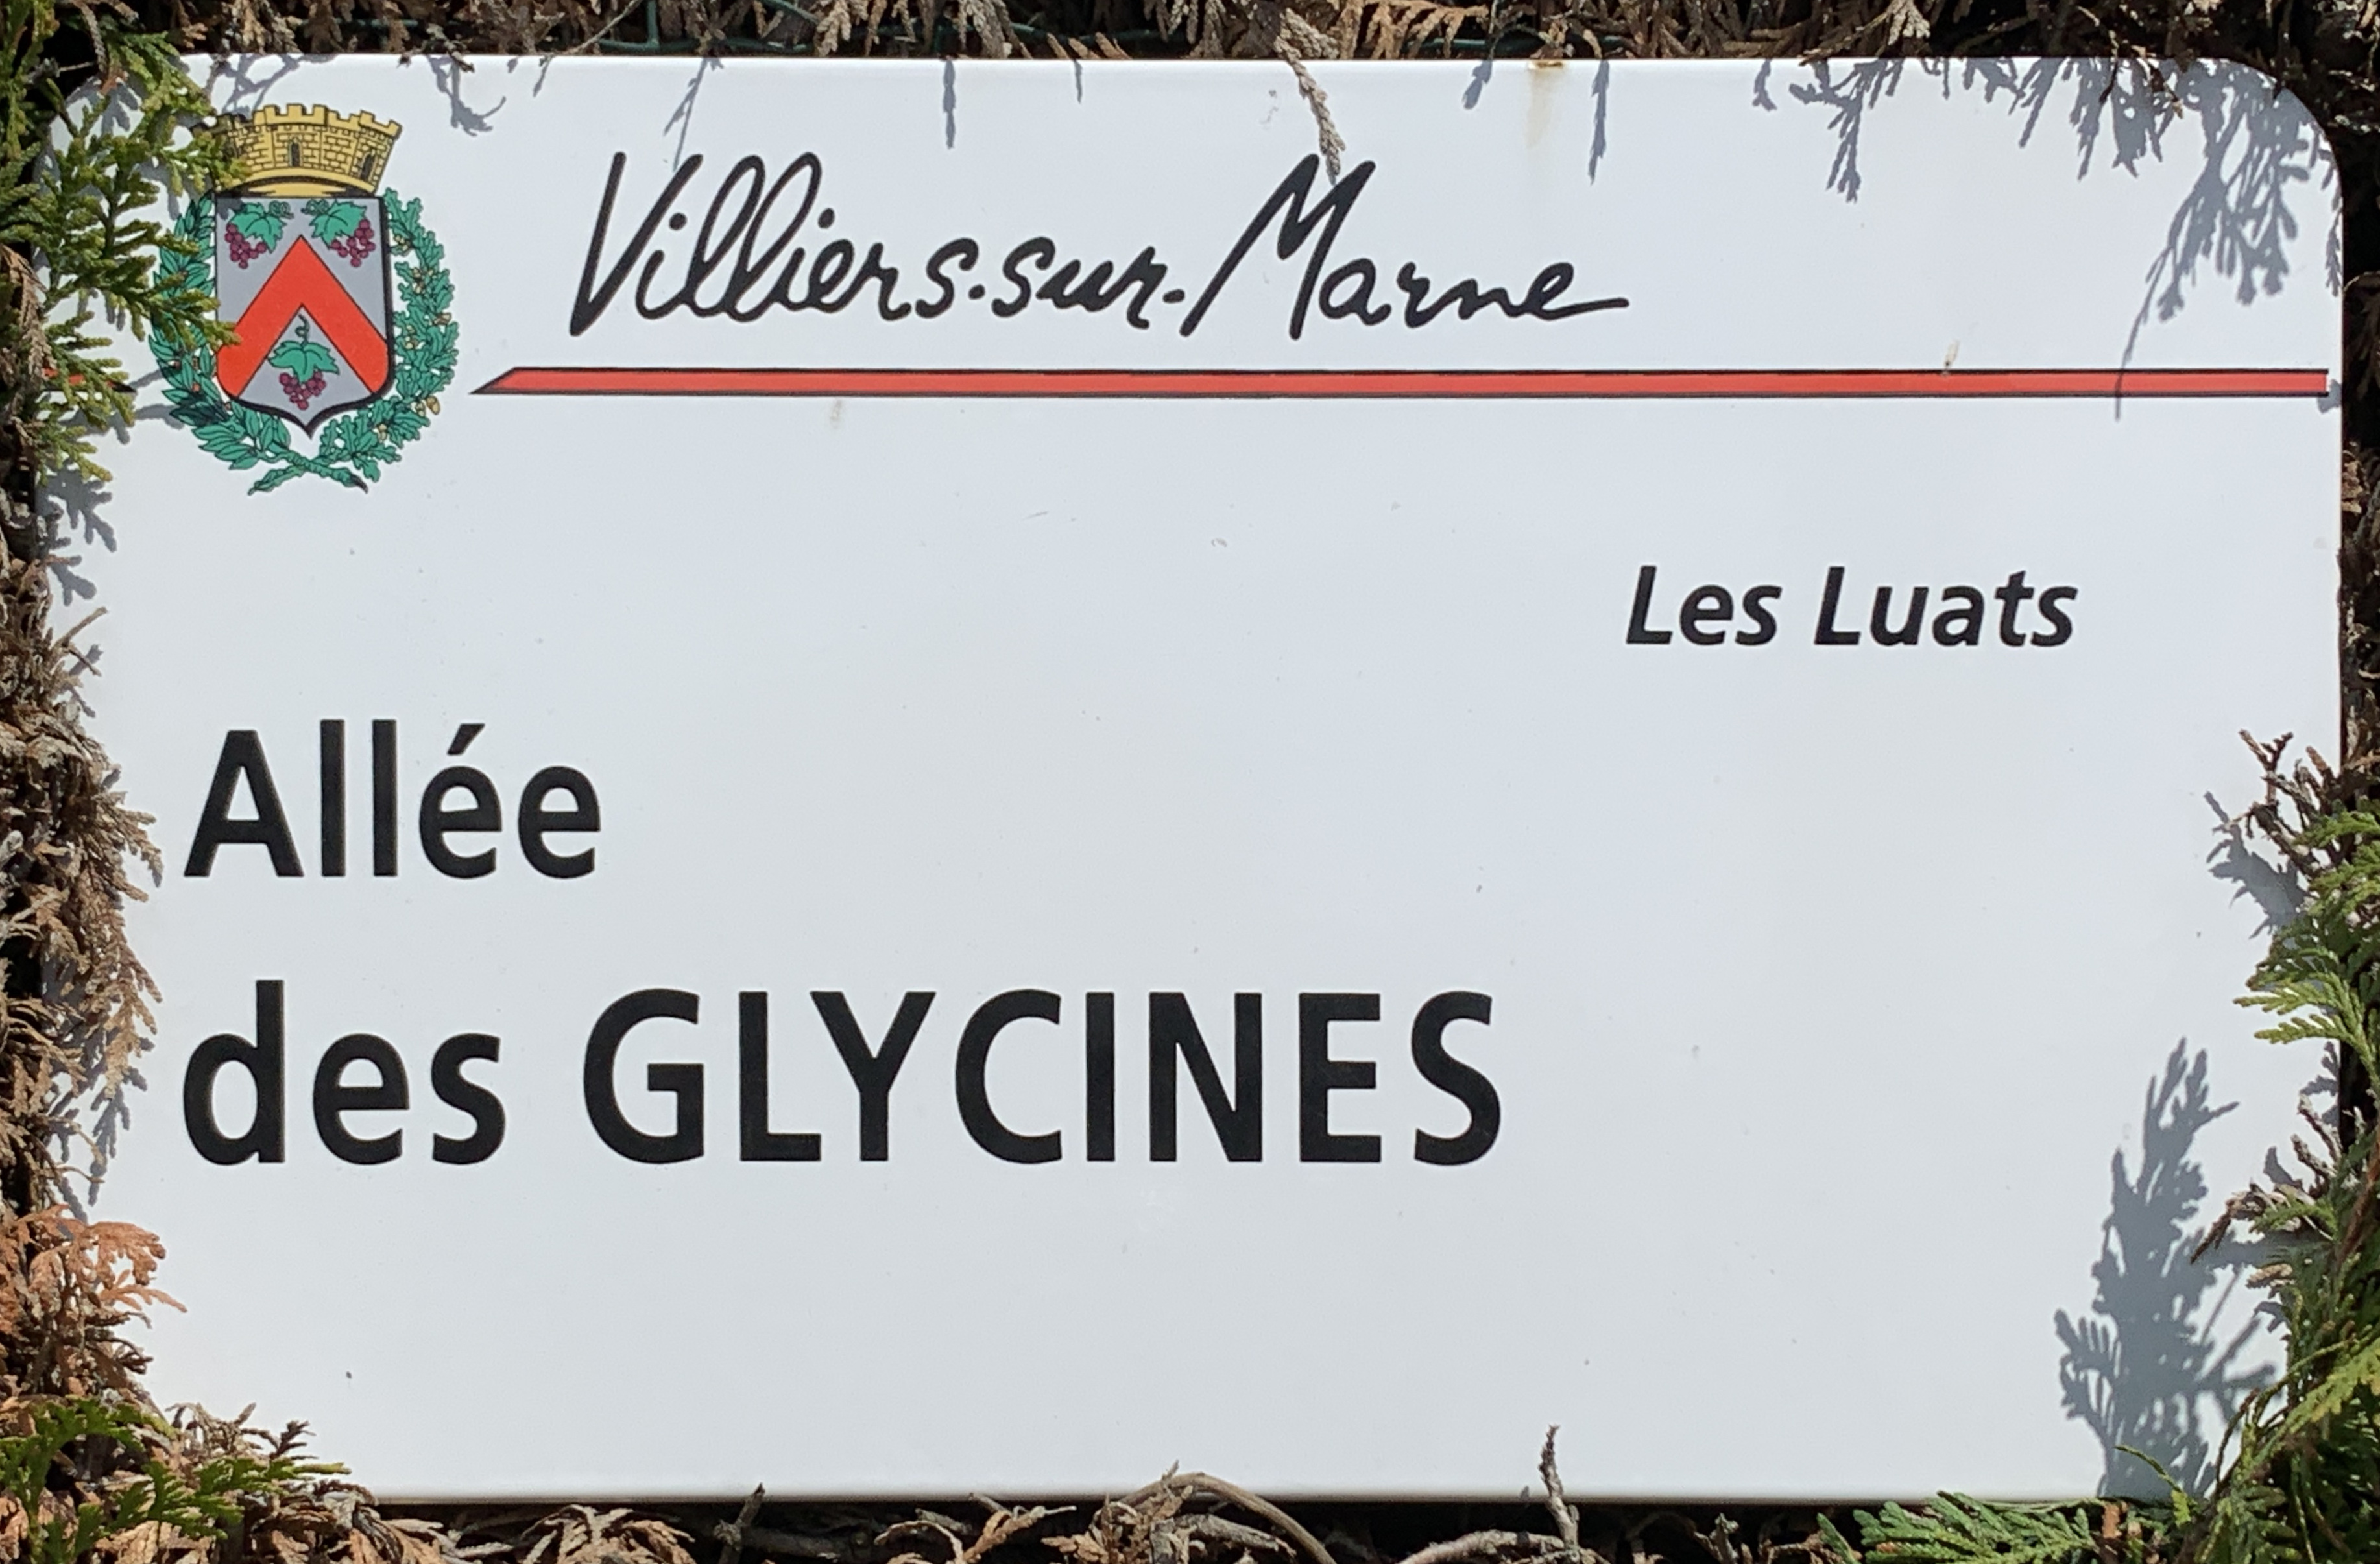 Villiers-sur-Marne
Les Luats
Allée
des GLYCINES